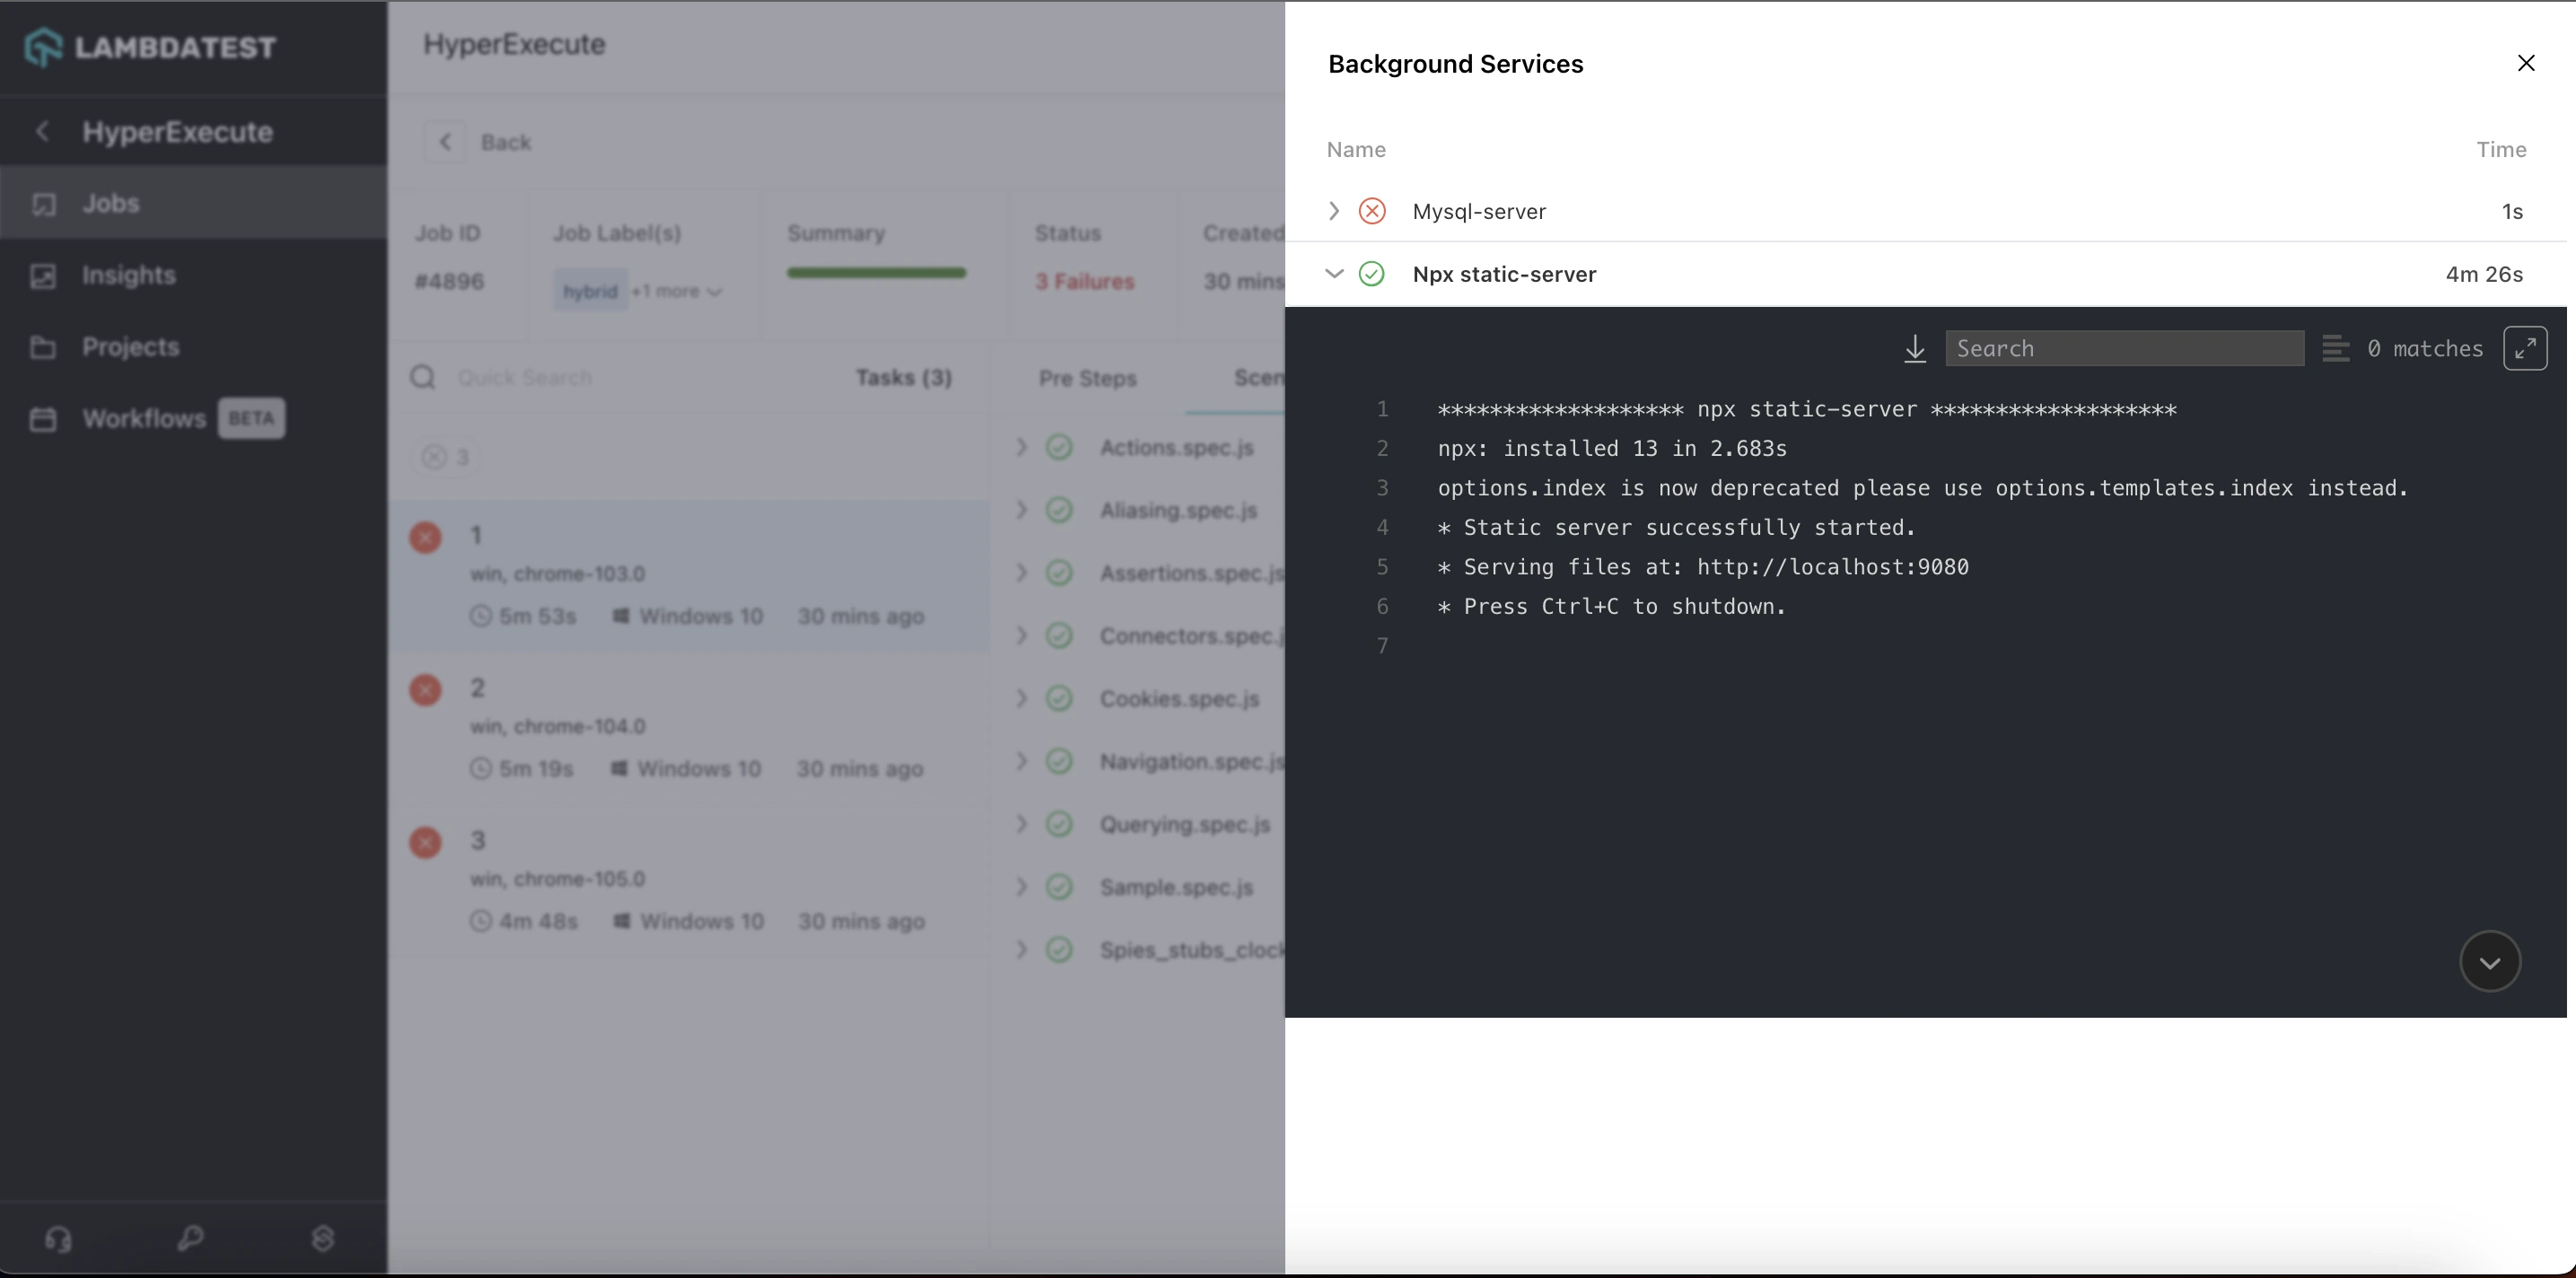 LAMBDATEST
HyperExecute
Jobs
Insights
Projects
Workflows BETA
HyperExecute
Back
Job ID
#4896
Job Label(s)
hybrid +1 more
Summary
Status
3 Failures
Created
30 mins
Quick Search
Tasks (3)
3
1
win, chrome-103.0
5m 53s Windows 10 30 mins ago
2
win, chrome-104.0
5m 19s Windows 10 30 mins ago
3
win, chrome-105.0
4m 48s Windows 10 30 mins ago
Pre Steps Scen
Actions.spec.js
Aliasing.spec.js
Assertions.spec.js
Connectors.spec.j
Cookies.spec.js
Navigation.spec.js
Querying.spec.js
Sample.spec.js
Spies_stubs_clock
Background Services
Name Time
Mysql-server 1s
Npx static-server 4m 26s
Search 0 matches
1 ******************* npx static-server *******************
2 npx: installed 13 in 2.683s
3 options.index is now deprecated please use options.templates.index instead.
4 * Static server successfully started.
5 * Serving files at: http://localhost:9080
6 * Press Ctrl+C to shutdown.
7